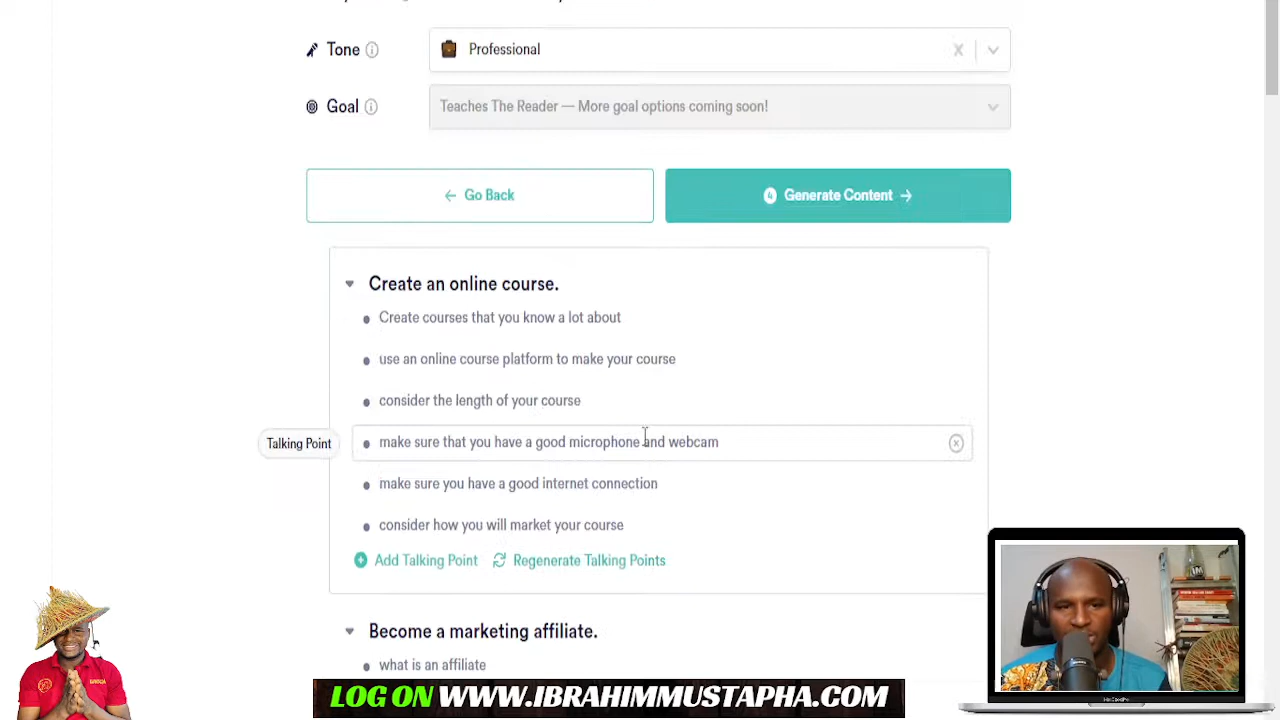 Tone
Professional
Goal
Teaches The Reader — More goal options coming soon!
← Go Back
4 Generate Content →
Create an online course.
Create courses that you know a lot about
use an online course platform to make your course
consider the length of your course
Talking Point
make sure that you have a good microphone and webcam
make sure you have a good internet connection
consider how you will market your course
Add Talking Point
Regenerate Talking Points
Become a marketing affiliate.
what is an affiliate
LOG ON WWW.IBRAHIMMUSTAPHA.COM